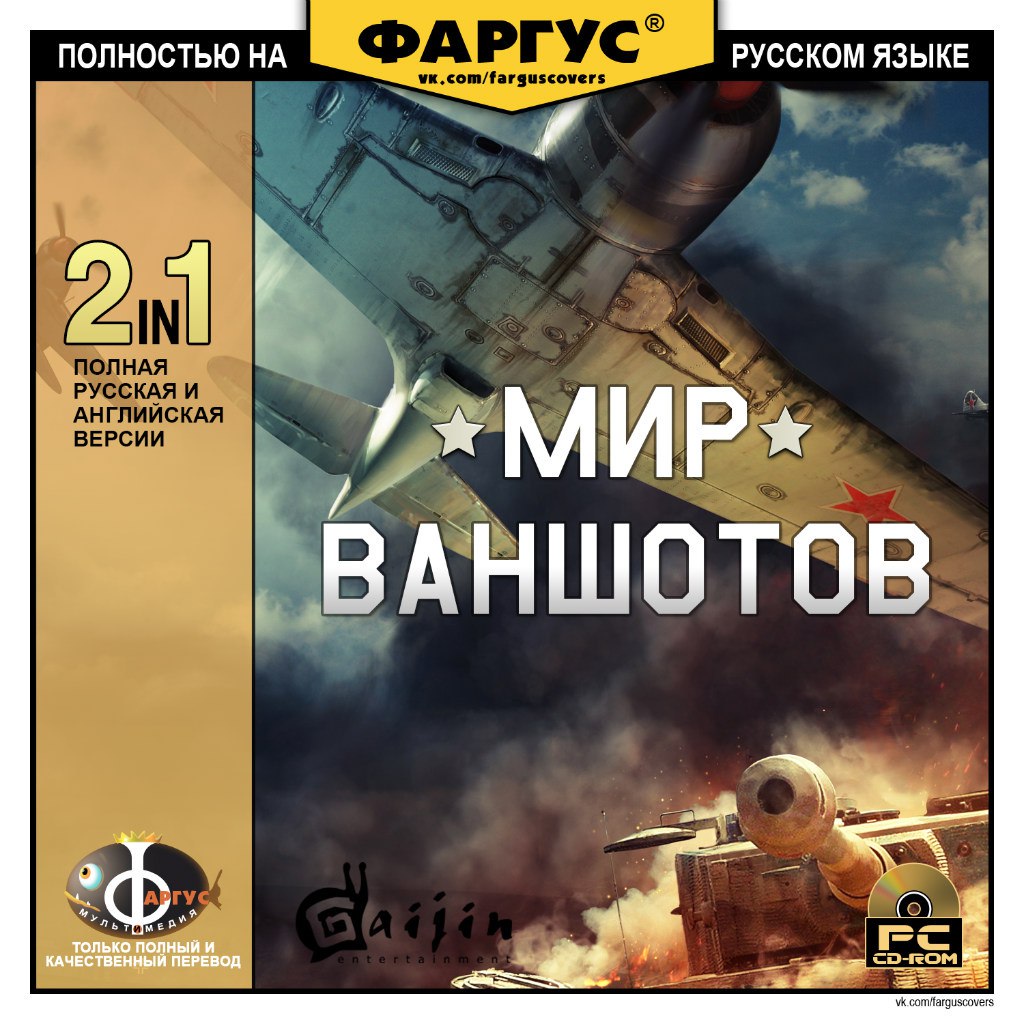 ПОЛНОСТЬЮ НА
ФАРГУС®
vk.com/farguscovers
РУССКОМ ЯЗЫКЕ
2IN1
ПОЛНАЯ
РУССКАЯ И
АНГЛИЙСКАЯ
ВЕРСИИ
МИР
ВАНШОТОВ
ФАРГУС
МУЛЬТИМЕДИЯ
ТОЛЬКО ПОЛНЫЙ И
КАЧЕСТВЕННЫЙ ПЕРЕВОД
Gaijin
entertainment
PC
CD-ROM
vk.com/farguscovers